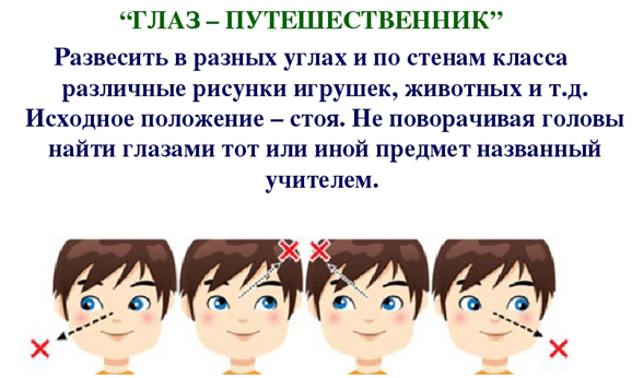 “ГЛАЗ – ПУТЕШЕСТВЕННИК”
Развесить в разных углах и по стенам класса
различные рисунки игрушек, животных и т.д.
Исходное положение – стоя. Не поворачивая головы
найти глазами тот или иной предмет названный
учителем.